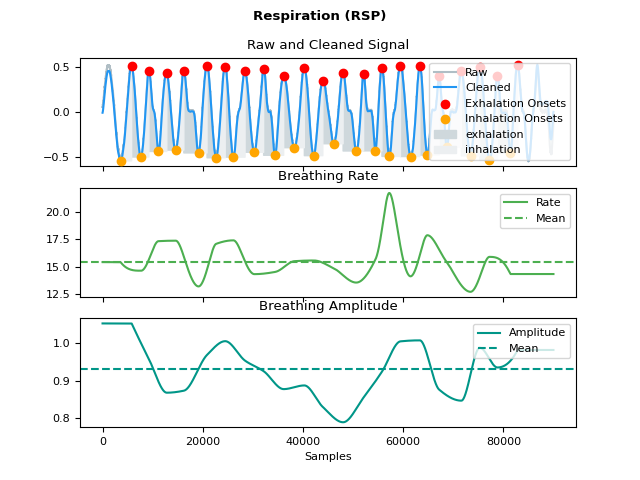 Respiration (RSP)
Raw and Cleaned Signal
0.5
0.0
−0.5
Raw
Cleaned
Exhalation Onsets
Inhalation Onsets
exhalation
inhalation
Breathing Rate
20.0
17.5
15.0
12.5
Rate
Mean
Breathing Amplitude
1.0
0.9
0.8
Amplitude
Mean
0 20000 40000 60000 80000
Samples